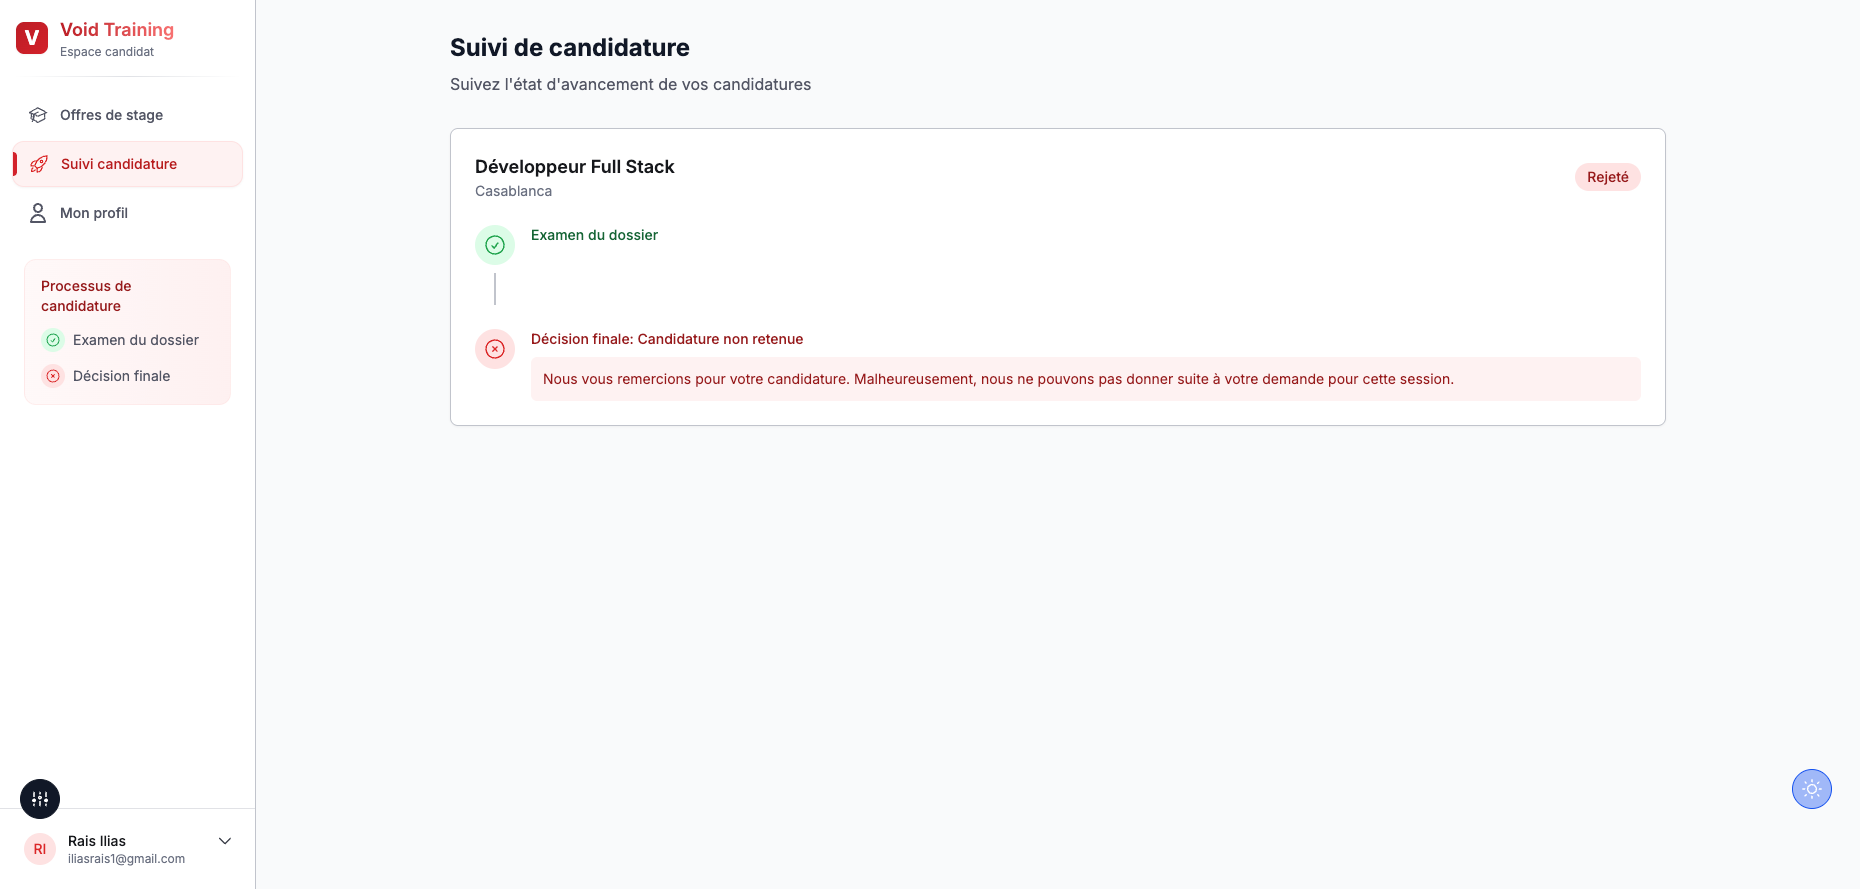 V
Void Training
Espace candidat
Offres de stage
Suivi candidature
Mon profil
Processus de
candidature
Examen du dossier
Décision finale
RI
Rais Ilias
iliasrais1@gmail.com
Suivi de candidature
Suivez l'état d'avancement de vos candidatures
Développeur Full Stack
Casablanca
Rejeté
Examen du dossier
Décision finale: Candidature non retenue
Nous vous remercions pour votre candidature. Malheureusement, nous ne pouvons pas donner suite à votre demande pour cette session.